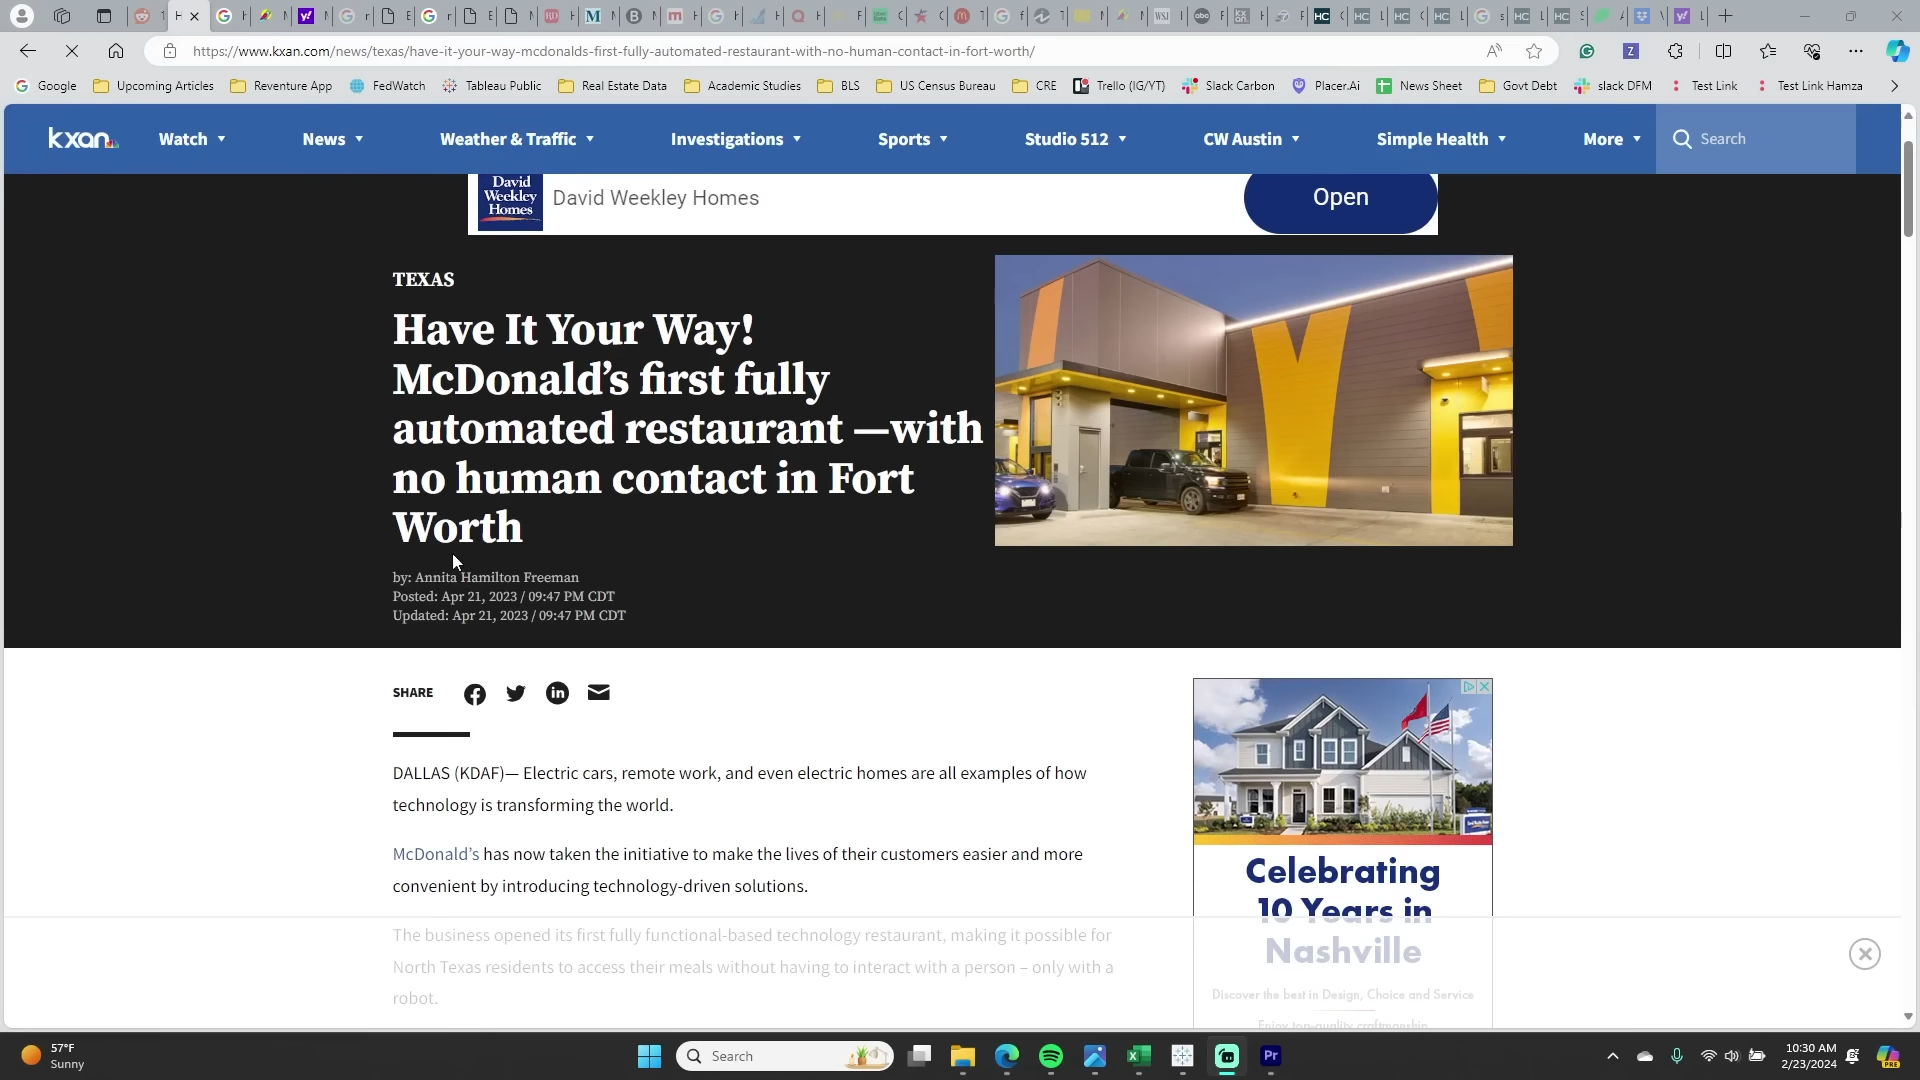 https://www.kxan.com/news/texas/have-it-your-way-mcdonalds-first-fully-automated-restaurant-with-no-human-contact-in-fort-worth/
Google
Upcoming Articles
Reventure App
FedWatch
Tableau Public
Real Estate Data
Academic Studies
BLS
US Census Bureau
CRE
Trello (IG/YT)
Slack Carbon
Placer.Ai
News Sheet
Govt Debt
slack DFM
Test Link
Test Link Hamza
kxan
Watch
News
Weather & Traffic
Investigations
Sports
Studio 512
CW Austin
Simple Health
More
Search
David
Weekley
Homes
David Weekley Homes
Open
TEXAS
Have It Your Way!
McDonald’s first fully
automated restaurant —with
no human contact in Fort
Worth
by: Annita Hamilton Freeman
Posted: Apr 21, 2023 / 09:47 PM CDT
Updated: Apr 21, 2023 / 09:47 PM CDT
SHARE
DALLAS (KDAF)— Electric cars, remote work, and even electric homes are all examples of how
technology is transforming the world.
McDonald’s has now taken the initiative to make the lives of their customers easier and more
convenient by introducing technology-driven solutions.
The business opened its first fully functional-based technology restaurant, making it possible for
North Texas residents to access their meals without having to interact with a person – only with a
robot.
Celebrating
10 Years in
Nashville
Discover the best in Design, Choice and Service
Enjoy top-quality craftmanship
57°F
Sunny
Search
Pr
10:30 AM
2/23/2024
PRE